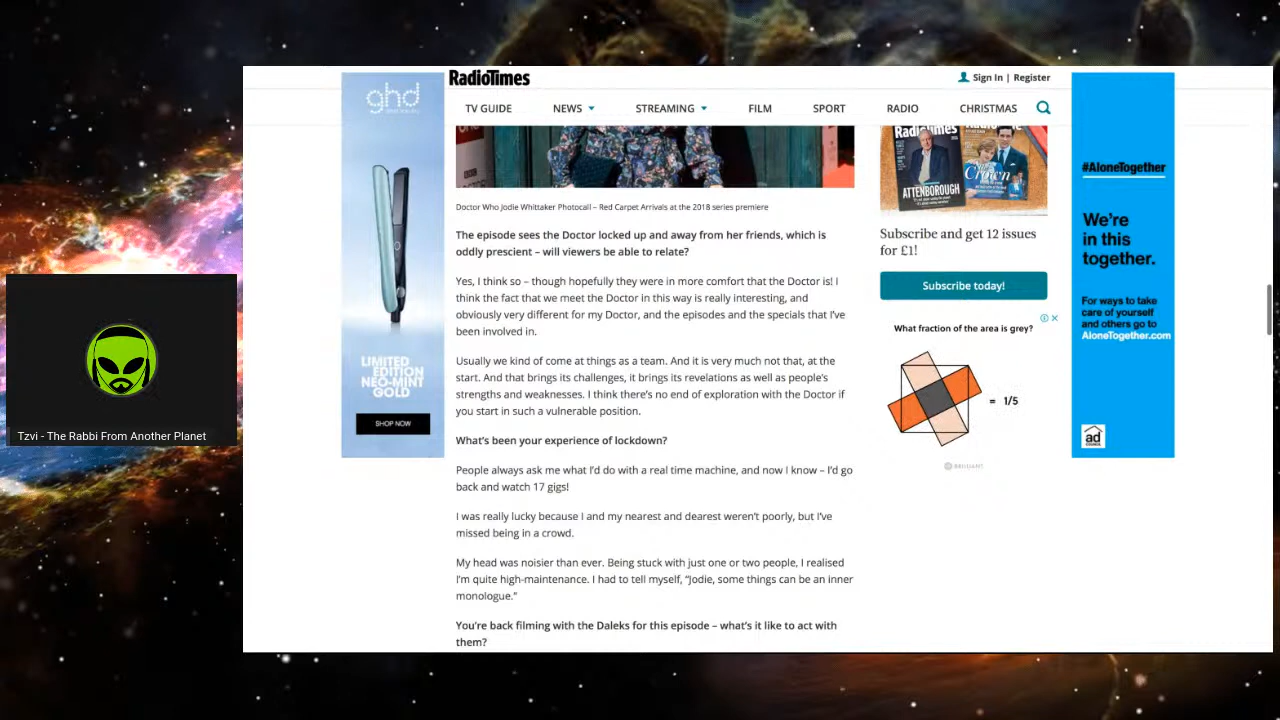 ghd
RadioTimes
Sign In | Register
TV GUIDE
NEWS
STREAMING
FILM
SPORT
RADIO
CHRISTMAS
RadioTimes
ATTENBOROUGH
The Crown
Doctor Who Jodie Whittaker Photocall – Red Carpet Arrivals at the 2018 series premiere
The episode sees the Doctor locked up and away from her friends, which is
oddly prescient – will viewers be able to relate?
Yes, I think so – though hopefully they were in more comfort that the Doctor is! I
think the fact that we meet the Doctor in this way is really interesting, and
obviously very different for my Doctor, and the episodes and the specials that I've
been involved in.
Usually we kind of come at things as a team. And it is very much not that, at the
start. And that brings its challenges, it brings its revelations as well as people's
strengths and weaknesses. I think there's no end of exploration with the Doctor if
you start in such a vulnerable position.
What's been your experience of lockdown?
People always ask me what I'd do with a real time machine, and now I know – I'd go
back and watch 17 gigs!
I was really lucky because I and my nearest and dearest weren't poorly, but I've
missed being in a crowd.
My head was noisier than ever. Being stuck with just one or two people, I realised
I'm quite high-maintenance. I had to tell myself, "Jodie, some things can be an inner
monologue."
You're back filming with the Daleks for this episode – what's it like to act with
them?
Subscribe and get 12 issues
for £1!
Subscribe today!
What fraction of the area is grey?
= 1/5
BRILLIANT
#AloneTogether
We're
in this
together.
For ways to take
care of yourself
and others go to
AloneTogether.com
ad
COUNCIL
LIMITED
EDITION
NEO-MINT
GOLD
SHOP NOW
Tzvi - The Rabbi From Another Planet